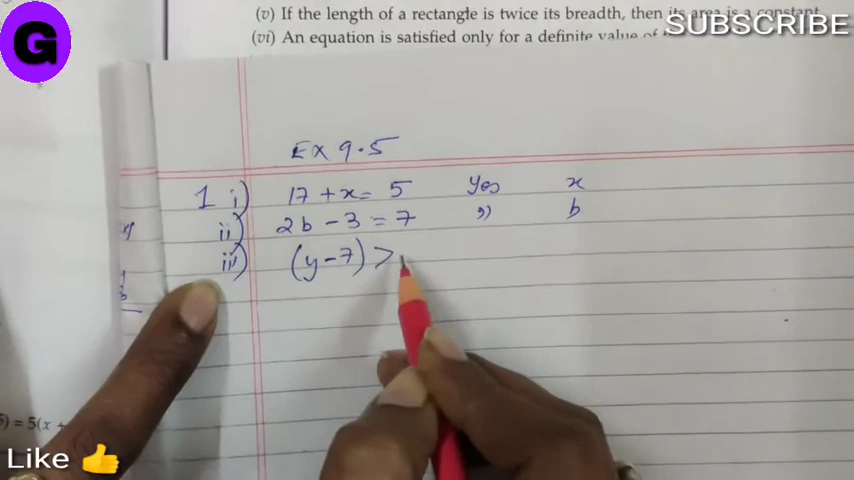 (v) If the length of a rectangle is twice its breadth, then its area is a constant.
(vi) An equation is satisfied only for a definite value of
SUBSCRIBE
G
Ex 9.5
1 i) 17 + x = 5 Yes x
ii) 2b - 3 = 7 " b
iii) (y - 7) >
) = 5(x +
Like 👍